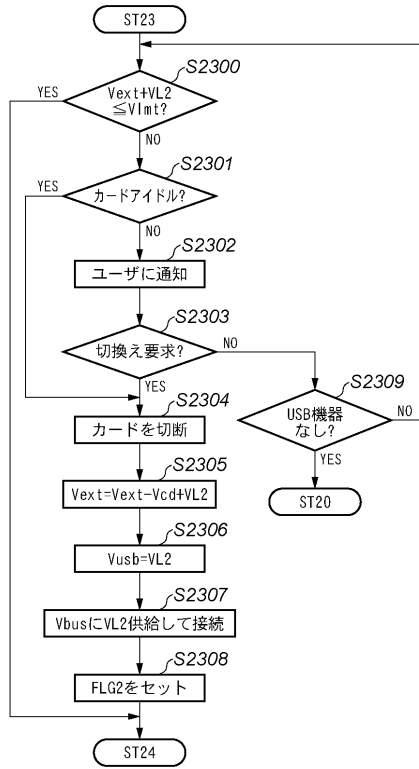 ST23
S2300
YES
Vext+VL2
≦Vlmt?
NO
S2301
YES
カードアイドル?
NO
S2302
ユーザに通知
S2303
切換え要求?
NO
YES
S2304
カードを切断
S2309
USB機器
なし?
NO
YES
ST20
S2305
Vext=Vext-Vcd+VL2
S2306
Vusb=VL2
S2307
VbusにVL2供給して接続
S2308
FLG2をセット
ST24